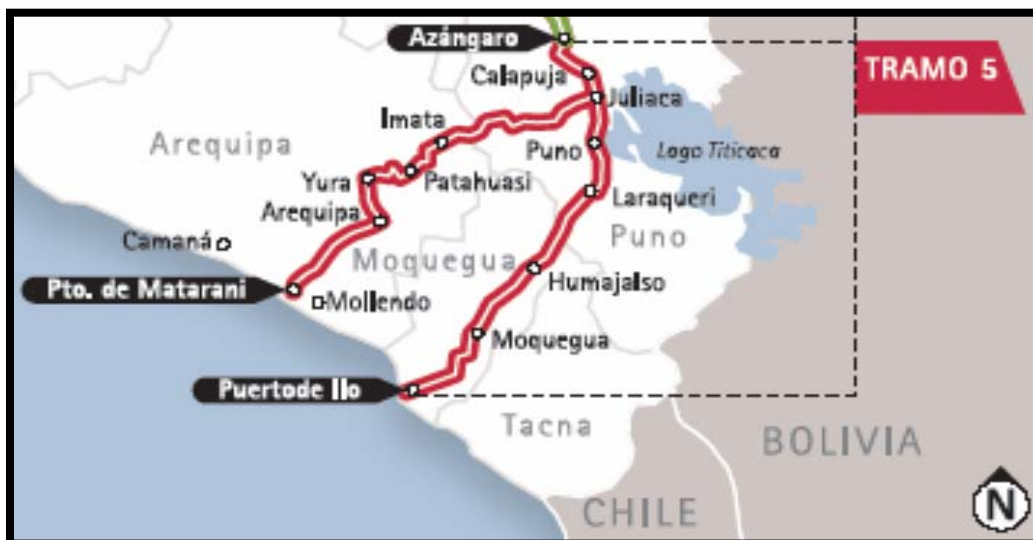 Azángaro
TRAMO 5
Calapuja
Juliaca
Imata
Arequipa
Puno
Lago Titicaca
Yura
Patahuasi
Laraqueri
Arequipa
Puno
Camaná
Moquegua
Pto. de Matarani
Humajalso
Mollendo
Moquegua
Puertode Ilo
Tacna
BOLIVIA
CHILE
N